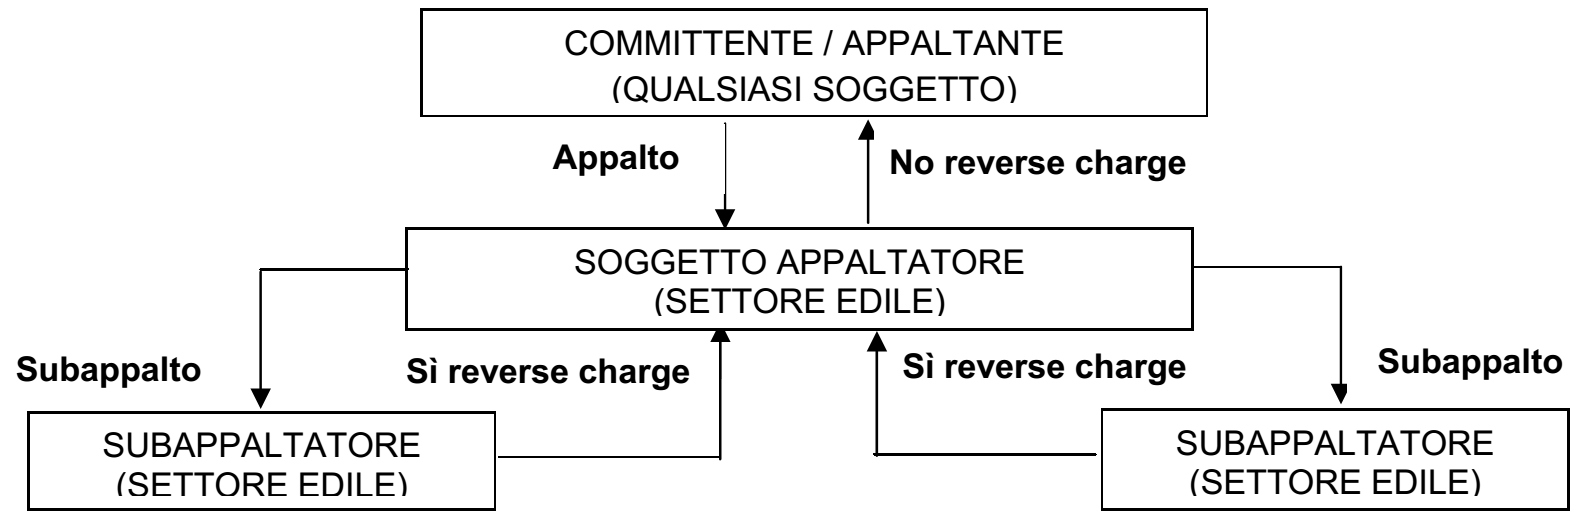 COMMITTENTE / APPALTANTE
(QUALSIASI SOGGETTO)
Appalto
No reverse charge
SOGGETTO APPALTATORE
(SETTORE EDILE)
Subappalto
Sì reverse charge
Sì reverse charge
Subappalto
SUBAPPALTATORE
(SETTORE EDILE)
SUBAPPALTATORE
(SETTORE EDILE)